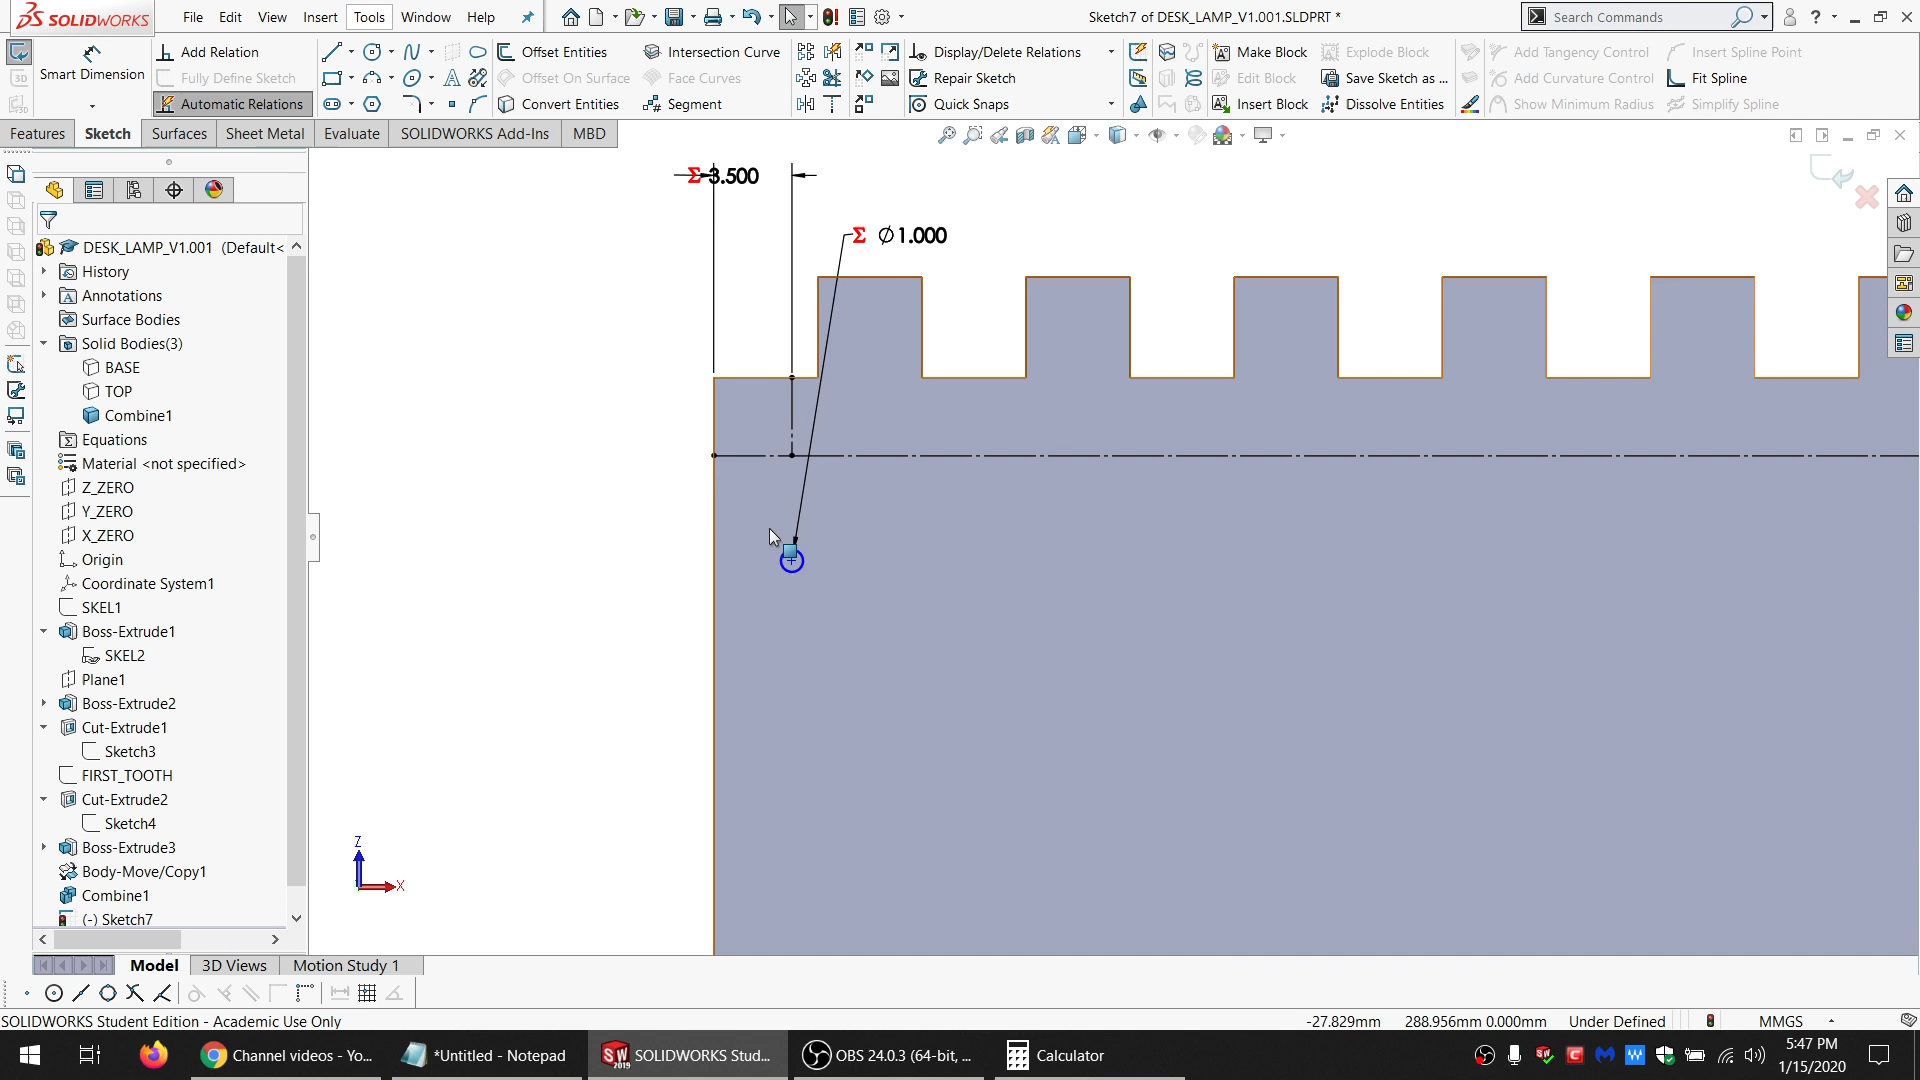 SOLIDWORKS
File Edit View Insert Tools Window Help
Sketch7 of DESK_LAMP_V1.001.SLDPRT *
Search Commands
Smart Dimension
Add Relation
Fully Define Sketch
Automatic Relations
Offset Entities
Offset On Surface
Convert Entities
Intersection Curve
Face Curves
Segment
Display/Delete Relations
Repair Sketch
Quick Snaps
Make Block
Edit Block
Insert Block
Explode Block
Save Sketch as ...
Dissolve Entities
Add Tangency Control
Add Curvature Control
Show Minimum Radius
Insert Spline Point
Fit Spline
Simplify Spline
Features Sketch Surfaces Sheet Metal Evaluate SOLIDWORKS Add-Ins MBD
DESK_LAMP_V1.001 (Default<
History
Annotations
Surface Bodies
Solid Bodies(3)
BASE
TOP
Combine1
Equations
Material <not specified>
Z_ZERO
Y_ZERO
X_ZERO
Origin
Coordinate System1
SKEL1
Boss-Extrude1
SKEL2
Plane1
Boss-Extrude2
Cut-Extrude1
Sketch3
FIRST_TOOTH
Cut-Extrude2
Sketch4
Boss-Extrude3
Body-Move/Copy1
Combine1
(-) Sketch7
Σ 3.500
Σ ∅1.000
Z
X
Model 3D Views Motion Study 1
SOLIDWORKS Student Edition - Academic Use Only
-27.829mm 288.956mm 0.000mm Under Defined MMGS
Channel videos - Yo...
*Untitled - Notepad
SW 2019 SOLIDWORKS Stud...
OBS 24.0.3 (64-bit, ...
Calculator
5:47 PM
1/15/2020